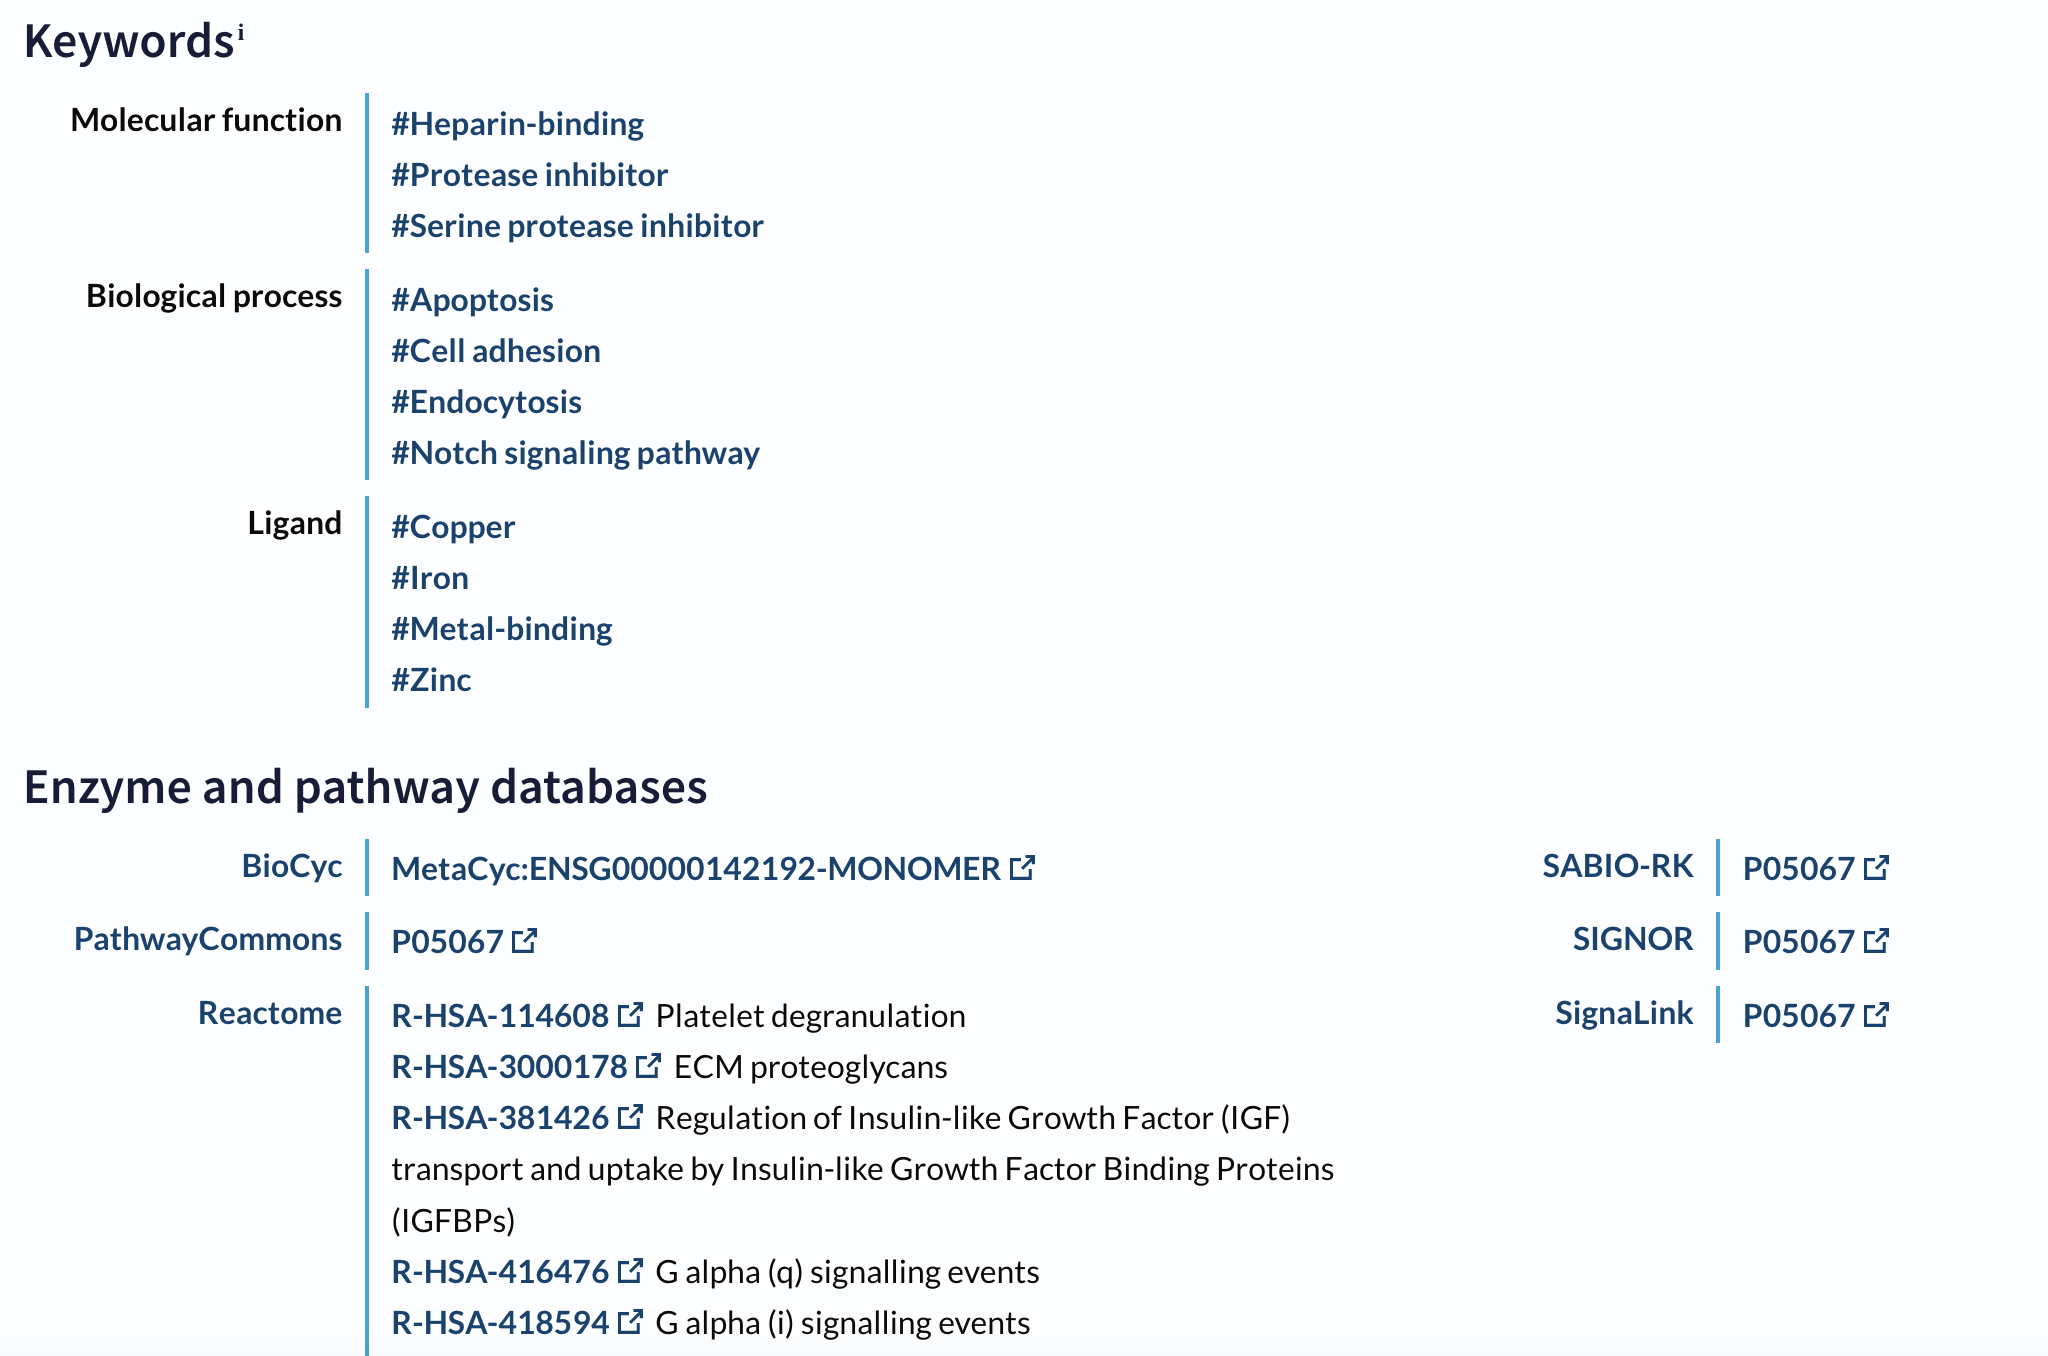 Keywords i
Molecular function
#Heparin-binding
#Protease inhibitor
#Serine protease inhibitor
Biological process
#Apoptosis
#Cell adhesion
#Endocytosis
#Notch signaling pathway
Ligand
#Copper
#Iron
#Metal-binding
#Zinc
Enzyme and pathway databases
BioCyc
MetaCyc:ENSG00000142192-MONOMER
PathwayCommons
P05067
Reactome
R-HSA-114608 Platelet degranulation
R-HSA-3000178 ECM proteoglycans
R-HSA-381426 Regulation of Insulin-like Growth Factor (IGF)
transport and uptake by Insulin-like Growth Factor Binding Proteins
(IGFBPs)
R-HSA-416476 G alpha (q) signalling events
R-HSA-418594 G alpha (i) signalling events
SABIO-RK
P05067
SIGNOR
P05067
SignaLink
P05067